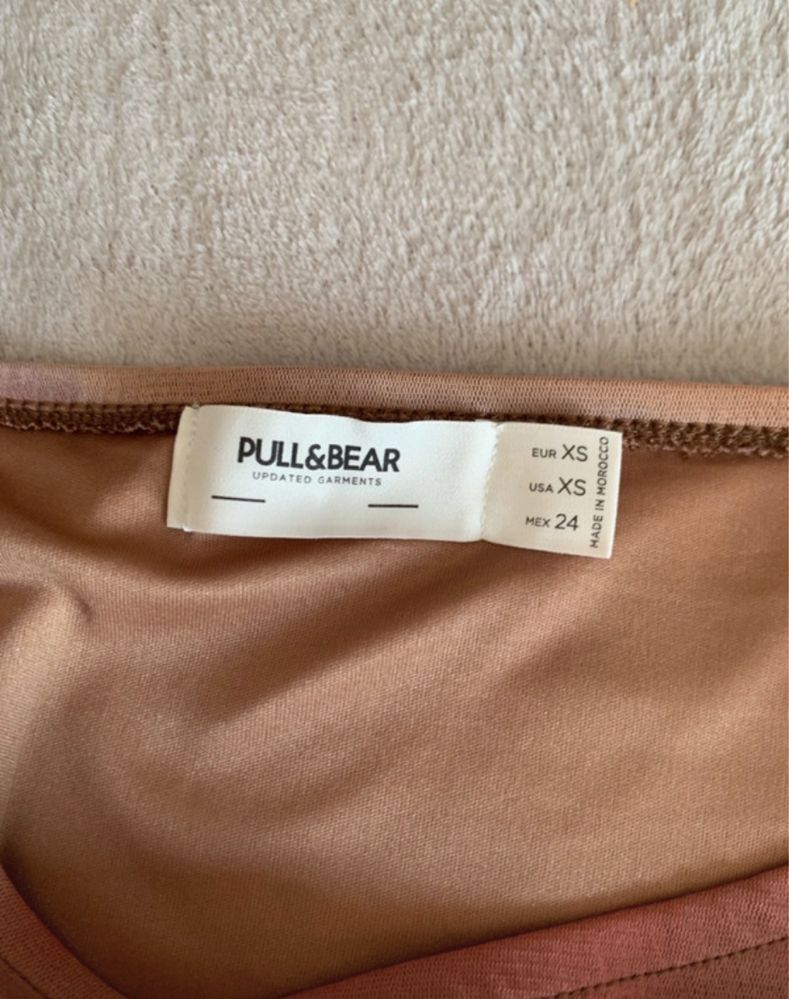 PULL&BEAR
UPDATED GARMENTS
EUR XS
USA XS
MEX 24
MADE IN MOROCCO